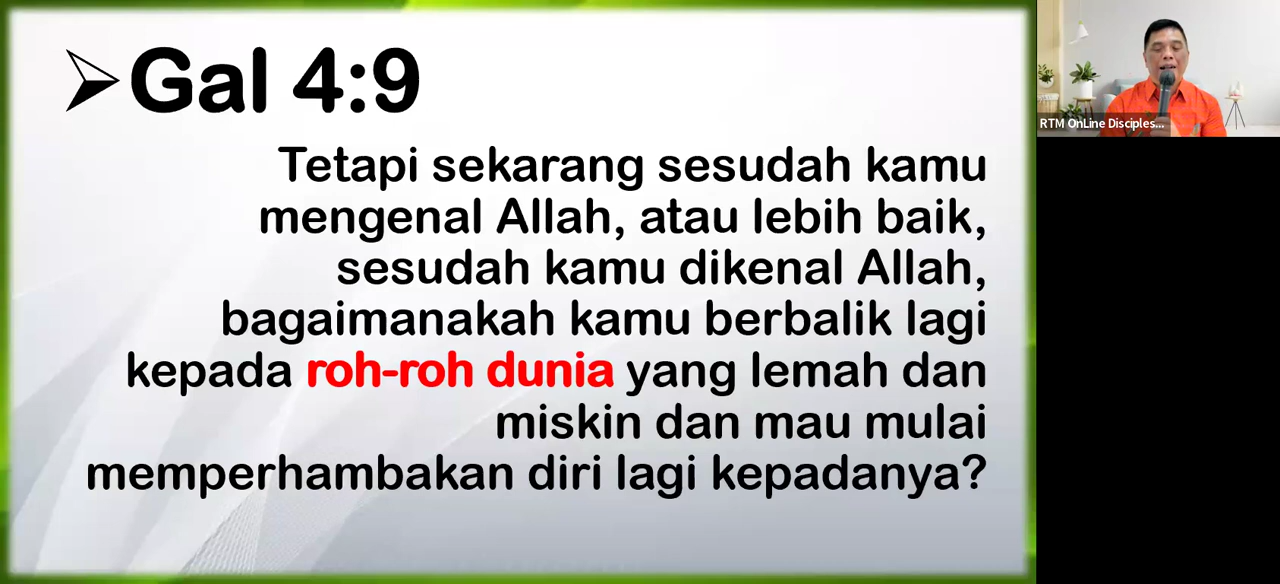 Gal 4:9
Tetapi sekarang sesudah kamu
mengenal Allah, atau lebih baik,
sesudah kamu dikenal Allah,
bagaimanakah kamu berbalik lagi
kepada roh-roh dunia yang lemah dan
miskin dan mau mulai
memperhambakan diri lagi kepadanya?
RTM OnLine Disciples...